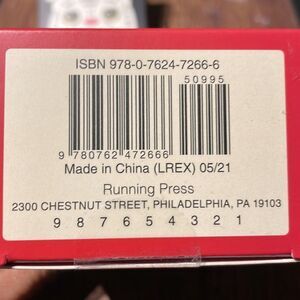 ISBN 978-0-7624-7266-6
50995
9 780762 472666
Made in China (LREX) 05/21
Running Press
2300 CHESTNUT STREET, PHILADELPHIA, PA 19103
9 8 7 6 5 4 3 2 1